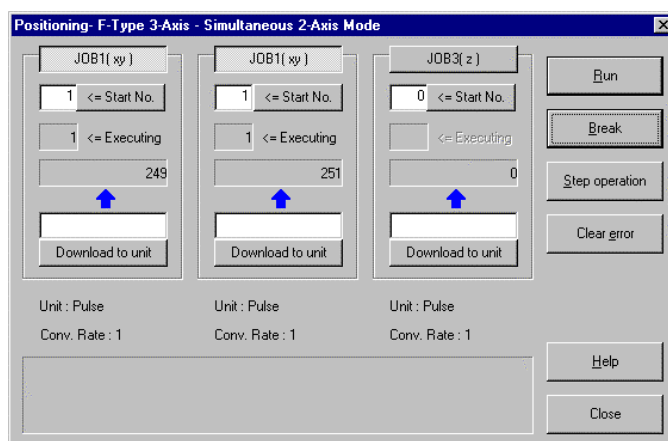 Positioning- F-Type 3-Axis - Simultaneous 2-Axis Mode
JOB1( xy ) JOB1( xy ) JOB3( z )
Run
1 <= Start No. 1 <= Start No. 0 <= Start No.
1 <= Executing 1 <= Executing <= Executing
Break
249 251 0
Step operation
Clear error
Download to unit Download to unit Download to unit
Unit : Pulse Unit : Pulse Unit : Pulse
Conv. Rate : 1 Conv. Rate : 1 Conv. Rate : 1
Help
Close